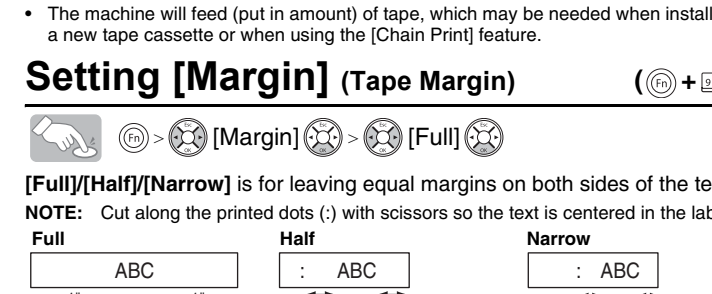 • The machine will feed (put in amount) of tape, which may be needed when install
a new tape cassette or when using the [Chain Print] feature.
Setting [Margin] (Tape Margin) (Fn + 9
Fn > [Margin] > [Full]
[Full]/[Half]/[Narrow] is for leaving equal margins on both sides of the te
NOTE: Cut along the printed dots (:) with scissors so the text is centered in the lab
Full Half Narrow
ABC : ABC : ABC